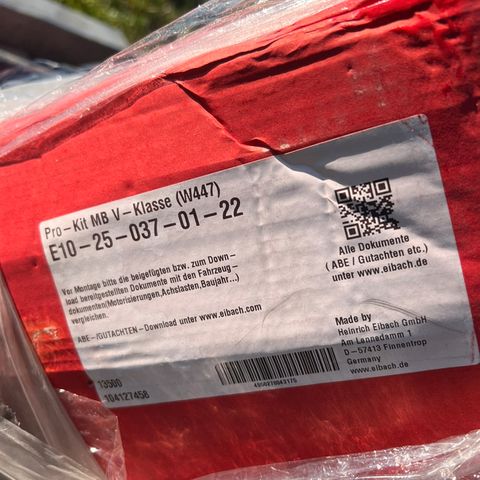 Pro-Kit MB V-Klasse (W447)
E10-25-037-01-22
Vor Montage bitte die beigefügten bzw. zum Down-
load bereitgestellten Dokumente mit den Fahrzeug-
dokumenten(Motorisierungen,Achslasten,Baujahr...)
vergleichen.
ABE-/GUTACHTEN-Download unter www.eibach.com
13500
104127458
Alle Dokumente
( ABE / Gutachten etc.)
unter www.eibach.de
Made by
Heinrich Eibach GmbH
Am Lennedamm 1
D-57413 Finnentrop
Germany
www.eibach.de